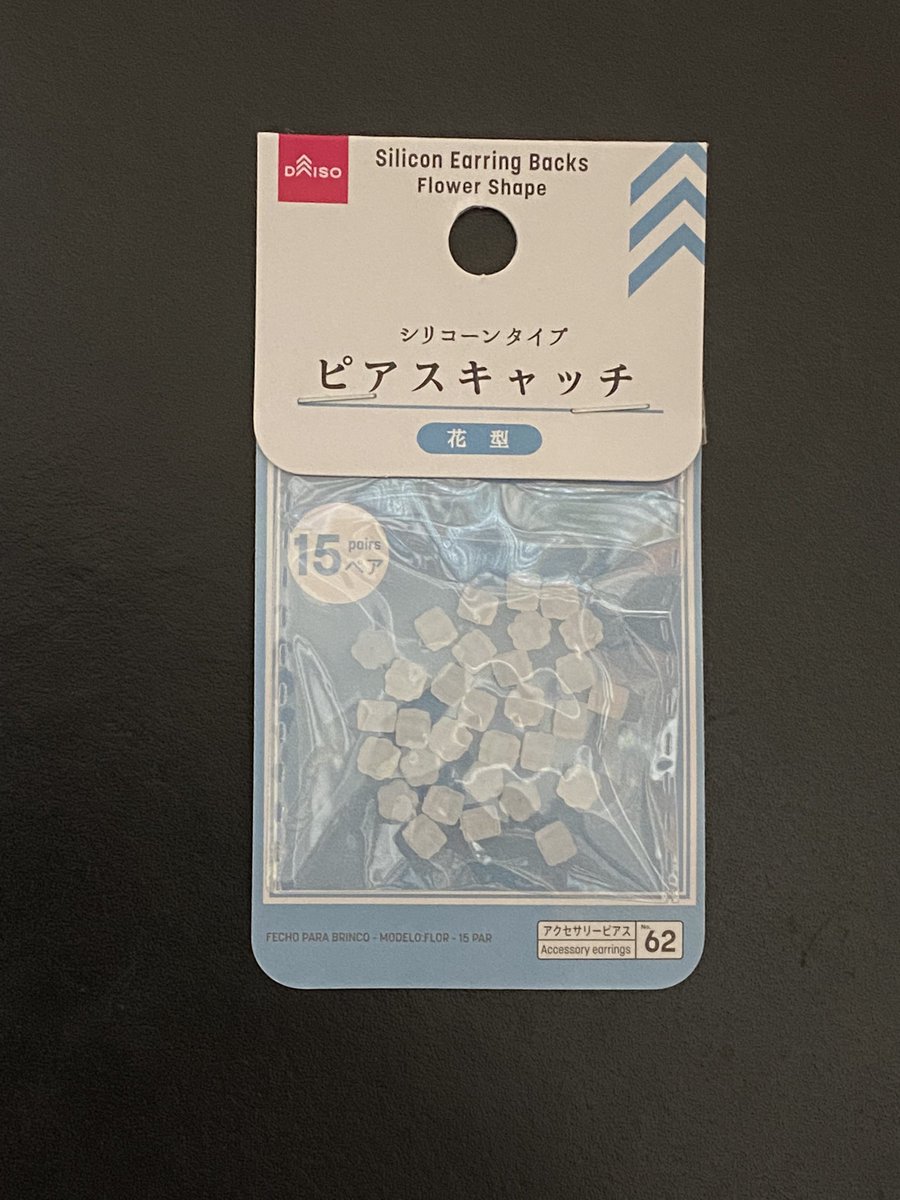 DAISO
Silicon Earring Backs
Flower Shape
シリコーンタイプ
ピアスキャッチ
花 型
15 pairs
ペア
FECHO PARA BRINCO - MODELO:FLOR - 15 PAR
アクセサリーピアス
Accessory earrings
No. 62